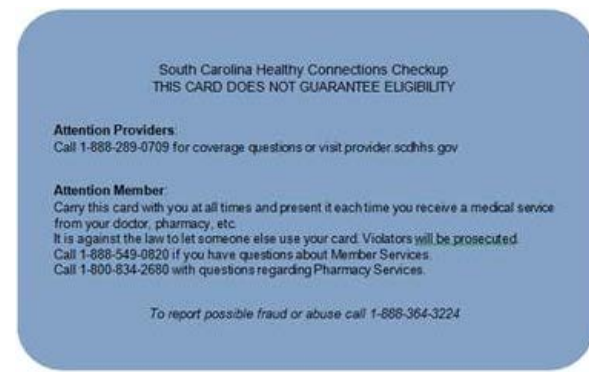 South Carolina Healthy Connections Checkup
THIS CARD DOES NOT GUARANTEE ELIGIBILITY
Attention Providers:
Call 1-888-289-0709 for coverage questions or visit provider.scdhhs.gov
Attention Member:
Carry this card with you at all times and present it each time you receive a medical service
from your doctor, pharmacy, etc.
It is against the law to let someone else use your card. Violators will be prosecuted.
Call 1-888-549-0820 if you have questions about Member Services.
Call 1-800-834-2680 with questions regarding Pharmacy Services.
To report possible fraud or abuse call 1-888-364-3224